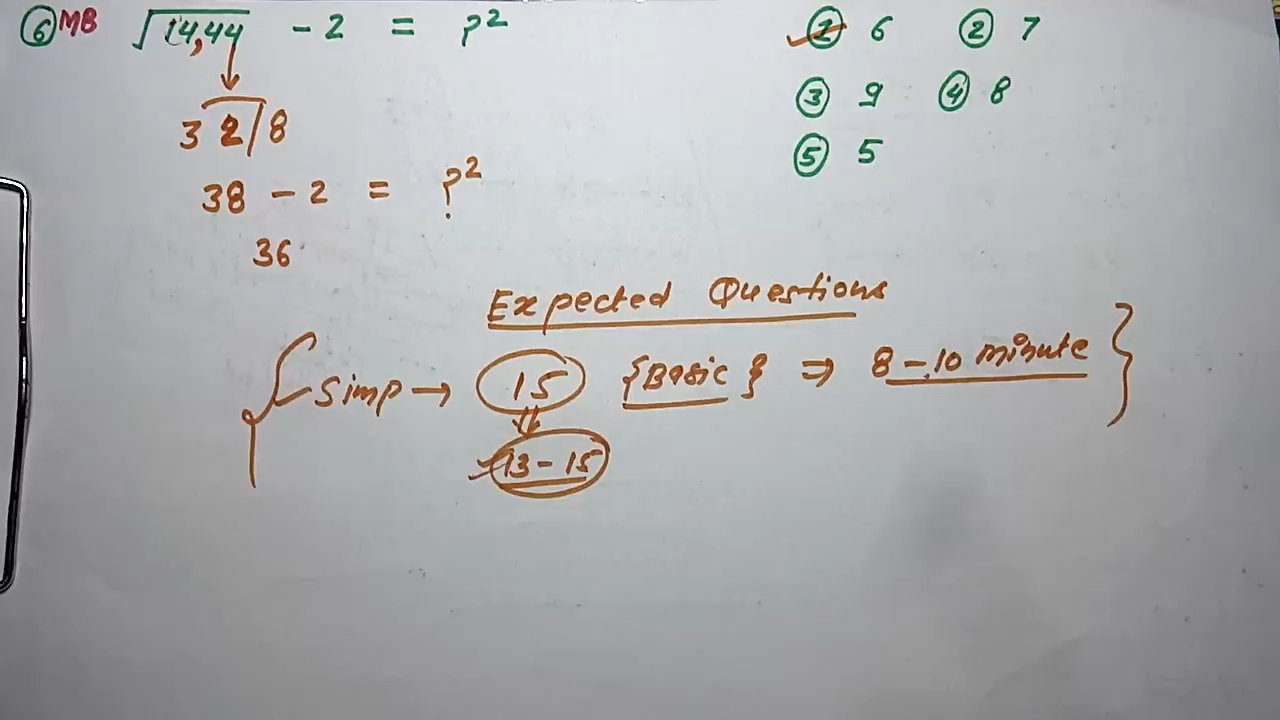 ⑥ MB √14,44 - 2 = ?²
① 6 ② 7
③ 9 ④ 8
⑤ 5
3 2/8
38 - 2 = ?²
36
Expected Questions
Simp → 15 {Basic} ⇒ 8-10 minute
13-15